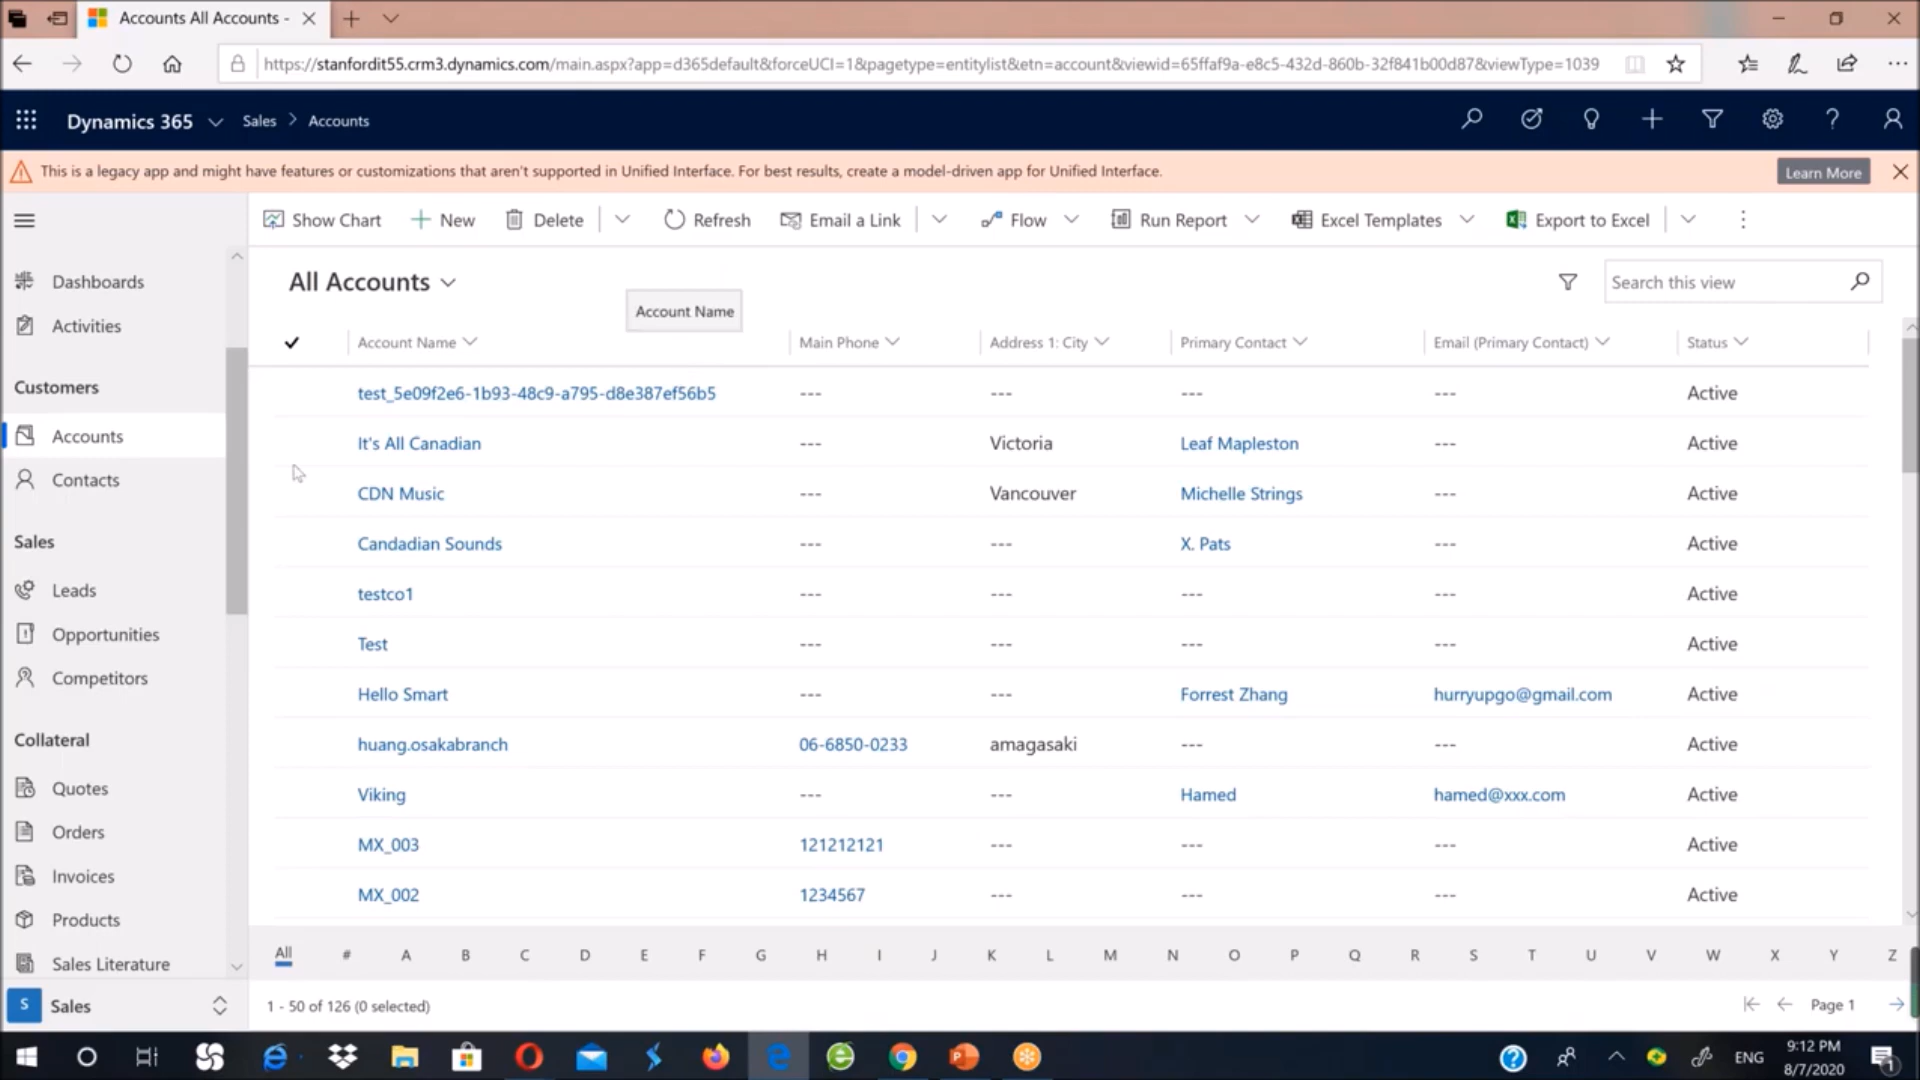 Accounts All Accounts -
https://stanfordit55.crm3.dynamics.com/main.aspx?app=d365default&forceUCI=1&pagetype=entitylist&etn=account&viewid=65ffaf9a-e8c5-432d-860b-32f841b00d87&viewType=1039
Dynamics 365 Sales > Accounts
This is a legacy app and might have features or customizations that aren't supported in Unified Interface. For best results, create a model-driven app for Unified Interface. Learn More
Show Chart New Delete Refresh Email a Link Flow Run Report Excel Templates Export to Excel
Dashboards
Activities
Customers
Accounts
Contacts
Sales
Leads
Opportunities
Competitors
Collateral
Quotes
Orders
Invoices
Products
Sales Literature
S Sales
All Accounts Search this view
Account Name
Account Name Main Phone Address 1: City Primary Contact Email (Primary Contact) Status
test_5e09f2e6-1b93-48c9-a795-d8e387ef56b5 --- --- --- --- Active
It's All Canadian --- Victoria Leaf Mapleston --- Active
CDN Music --- Vancouver Michelle Strings --- Active
Candadian Sounds --- --- X. Pats --- Active
testco1 --- --- --- --- Active
Test --- --- --- --- Active
Hello Smart --- --- Forrest Zhang hurryupgo@gmail.com Active
huang.osakabranch 06-6850-0233 amagasaki --- --- Active
Viking --- --- Hamed hamed@xxx.com Active
MX_003 121212121 --- --- --- Active
MX_002 1234567 --- --- --- Active
All # A B C D E F G H I J K L M N O P Q R S T U V W X Y Z
1 - 50 of 126 (0 selected) Page 1
ENG 9:12 PM
8/7/2020